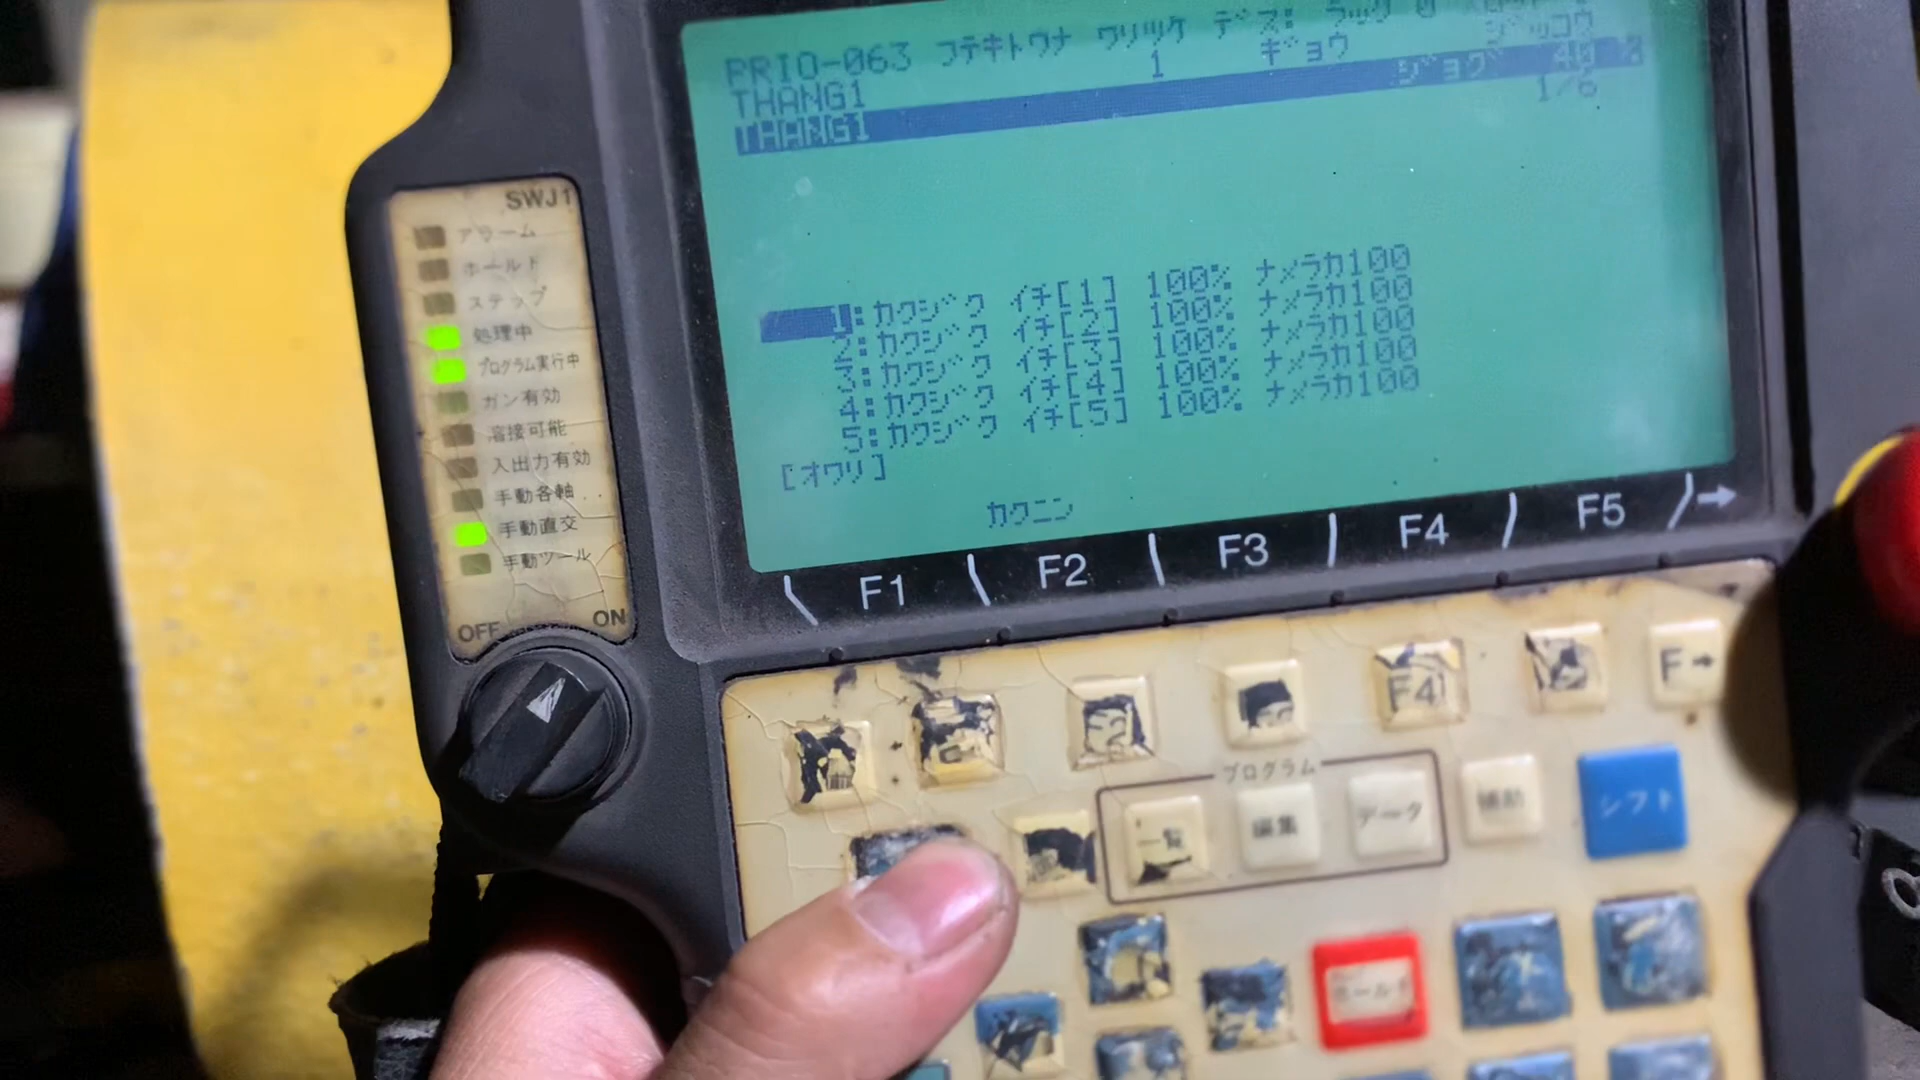 PRIO-063 フテキトウナ ワリツケ デス: ラック 0
THANG1 1 ギョウ ジッコウ
THANG1 ジョグ 40 %
1/6
1:カクジク イチ[1] 100% ナメラカ100
2:カクジク イチ[2] 100% ナメラカ100
3:カクジク イチ[3] 100% ナメラカ100
4:カクジク イチ[4] 100% ナメラカ100
5:カクジク イチ[5] 100% ナメラカ100
[オワリ]
カクニン
F1 F2 F3 F4 F5
SWJ1
アラーム
ホールド
ステップ
処理中
プログラム実行中
ガン有効
溶接可能
入出力有効
手動各軸
手動直交
手動ツール
OFF ON
F4 F→
プログラム
一覧 編集 データ 補助 シフト
ホールド